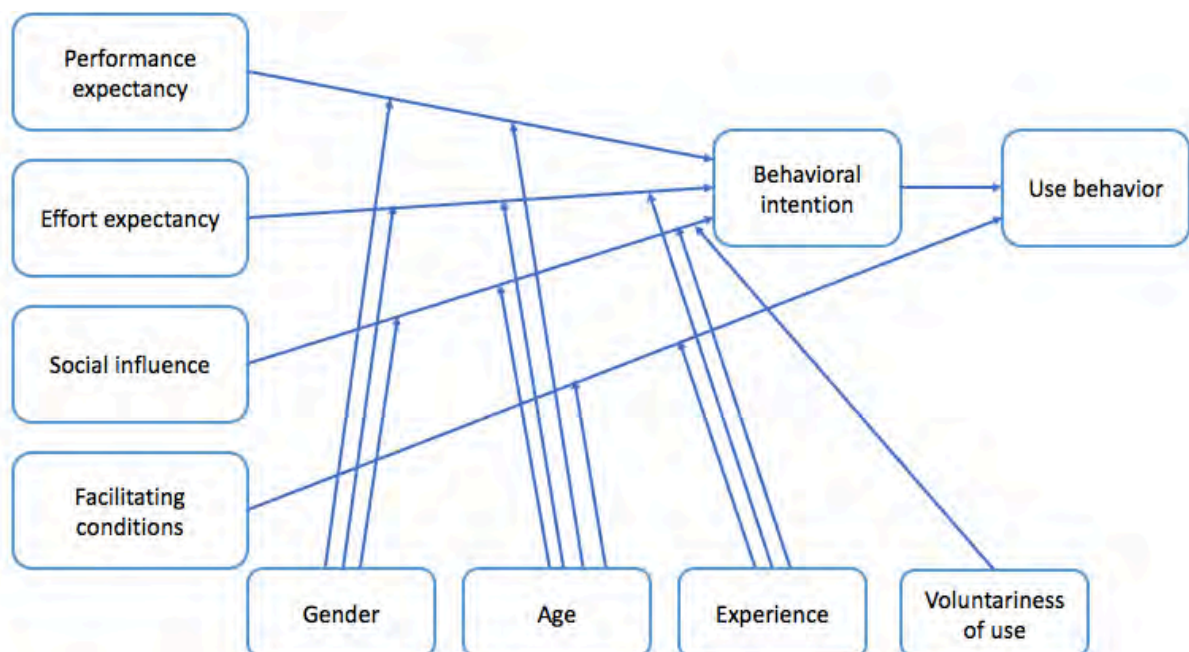 Performance
expectancy
Effort expectancy
Social influence
Facilitating
conditions
Behavioral
intention
Use behavior
Gender
Age
Experience
Voluntariness
of use